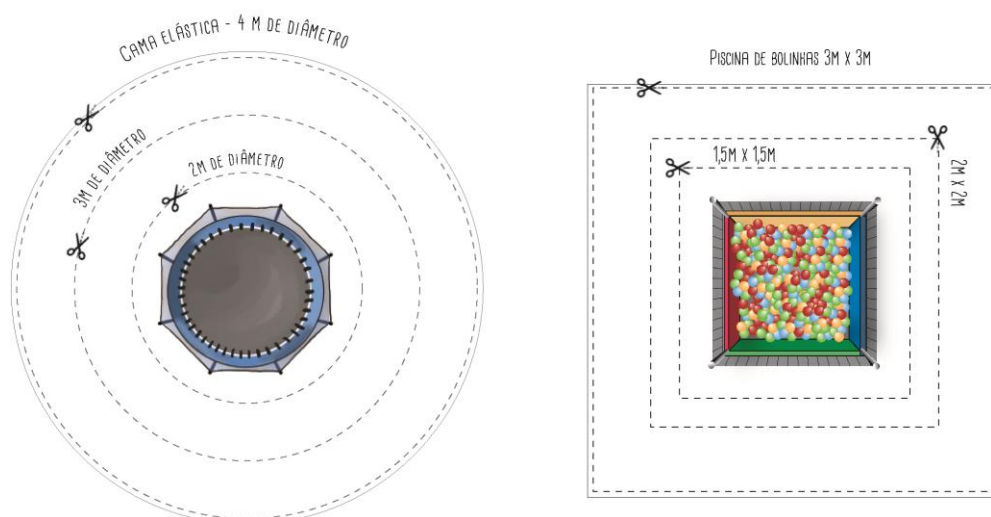 CAMA ELÁSTICA - 4 M DE DIÂMETRO
3M DE DIÂMETRO
2M DE DIÂMETRO
PISCINA DE BOLINHAS 3M X 3M
1,5M X 1,5M
2M X 2M